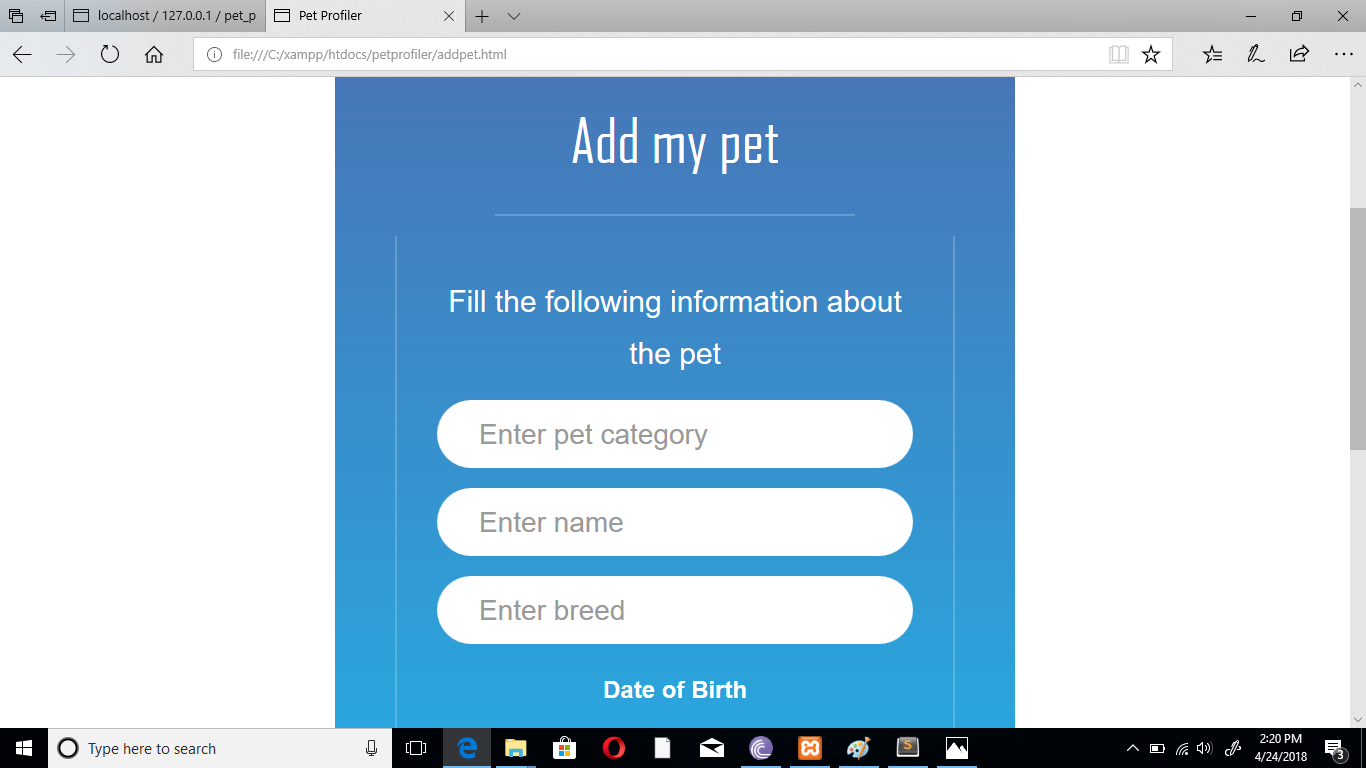 localhost / 127.0.0.1 / pet_p
Pet Profiler
file:///C:/xampp/htdocs/petprofiler/addpet.html
Add my pet
Fill the following information about
the pet
Enter pet category
Enter name
Enter breed
Date of Birth
Type here to search
S
2:20 PM
4/24/2018
3